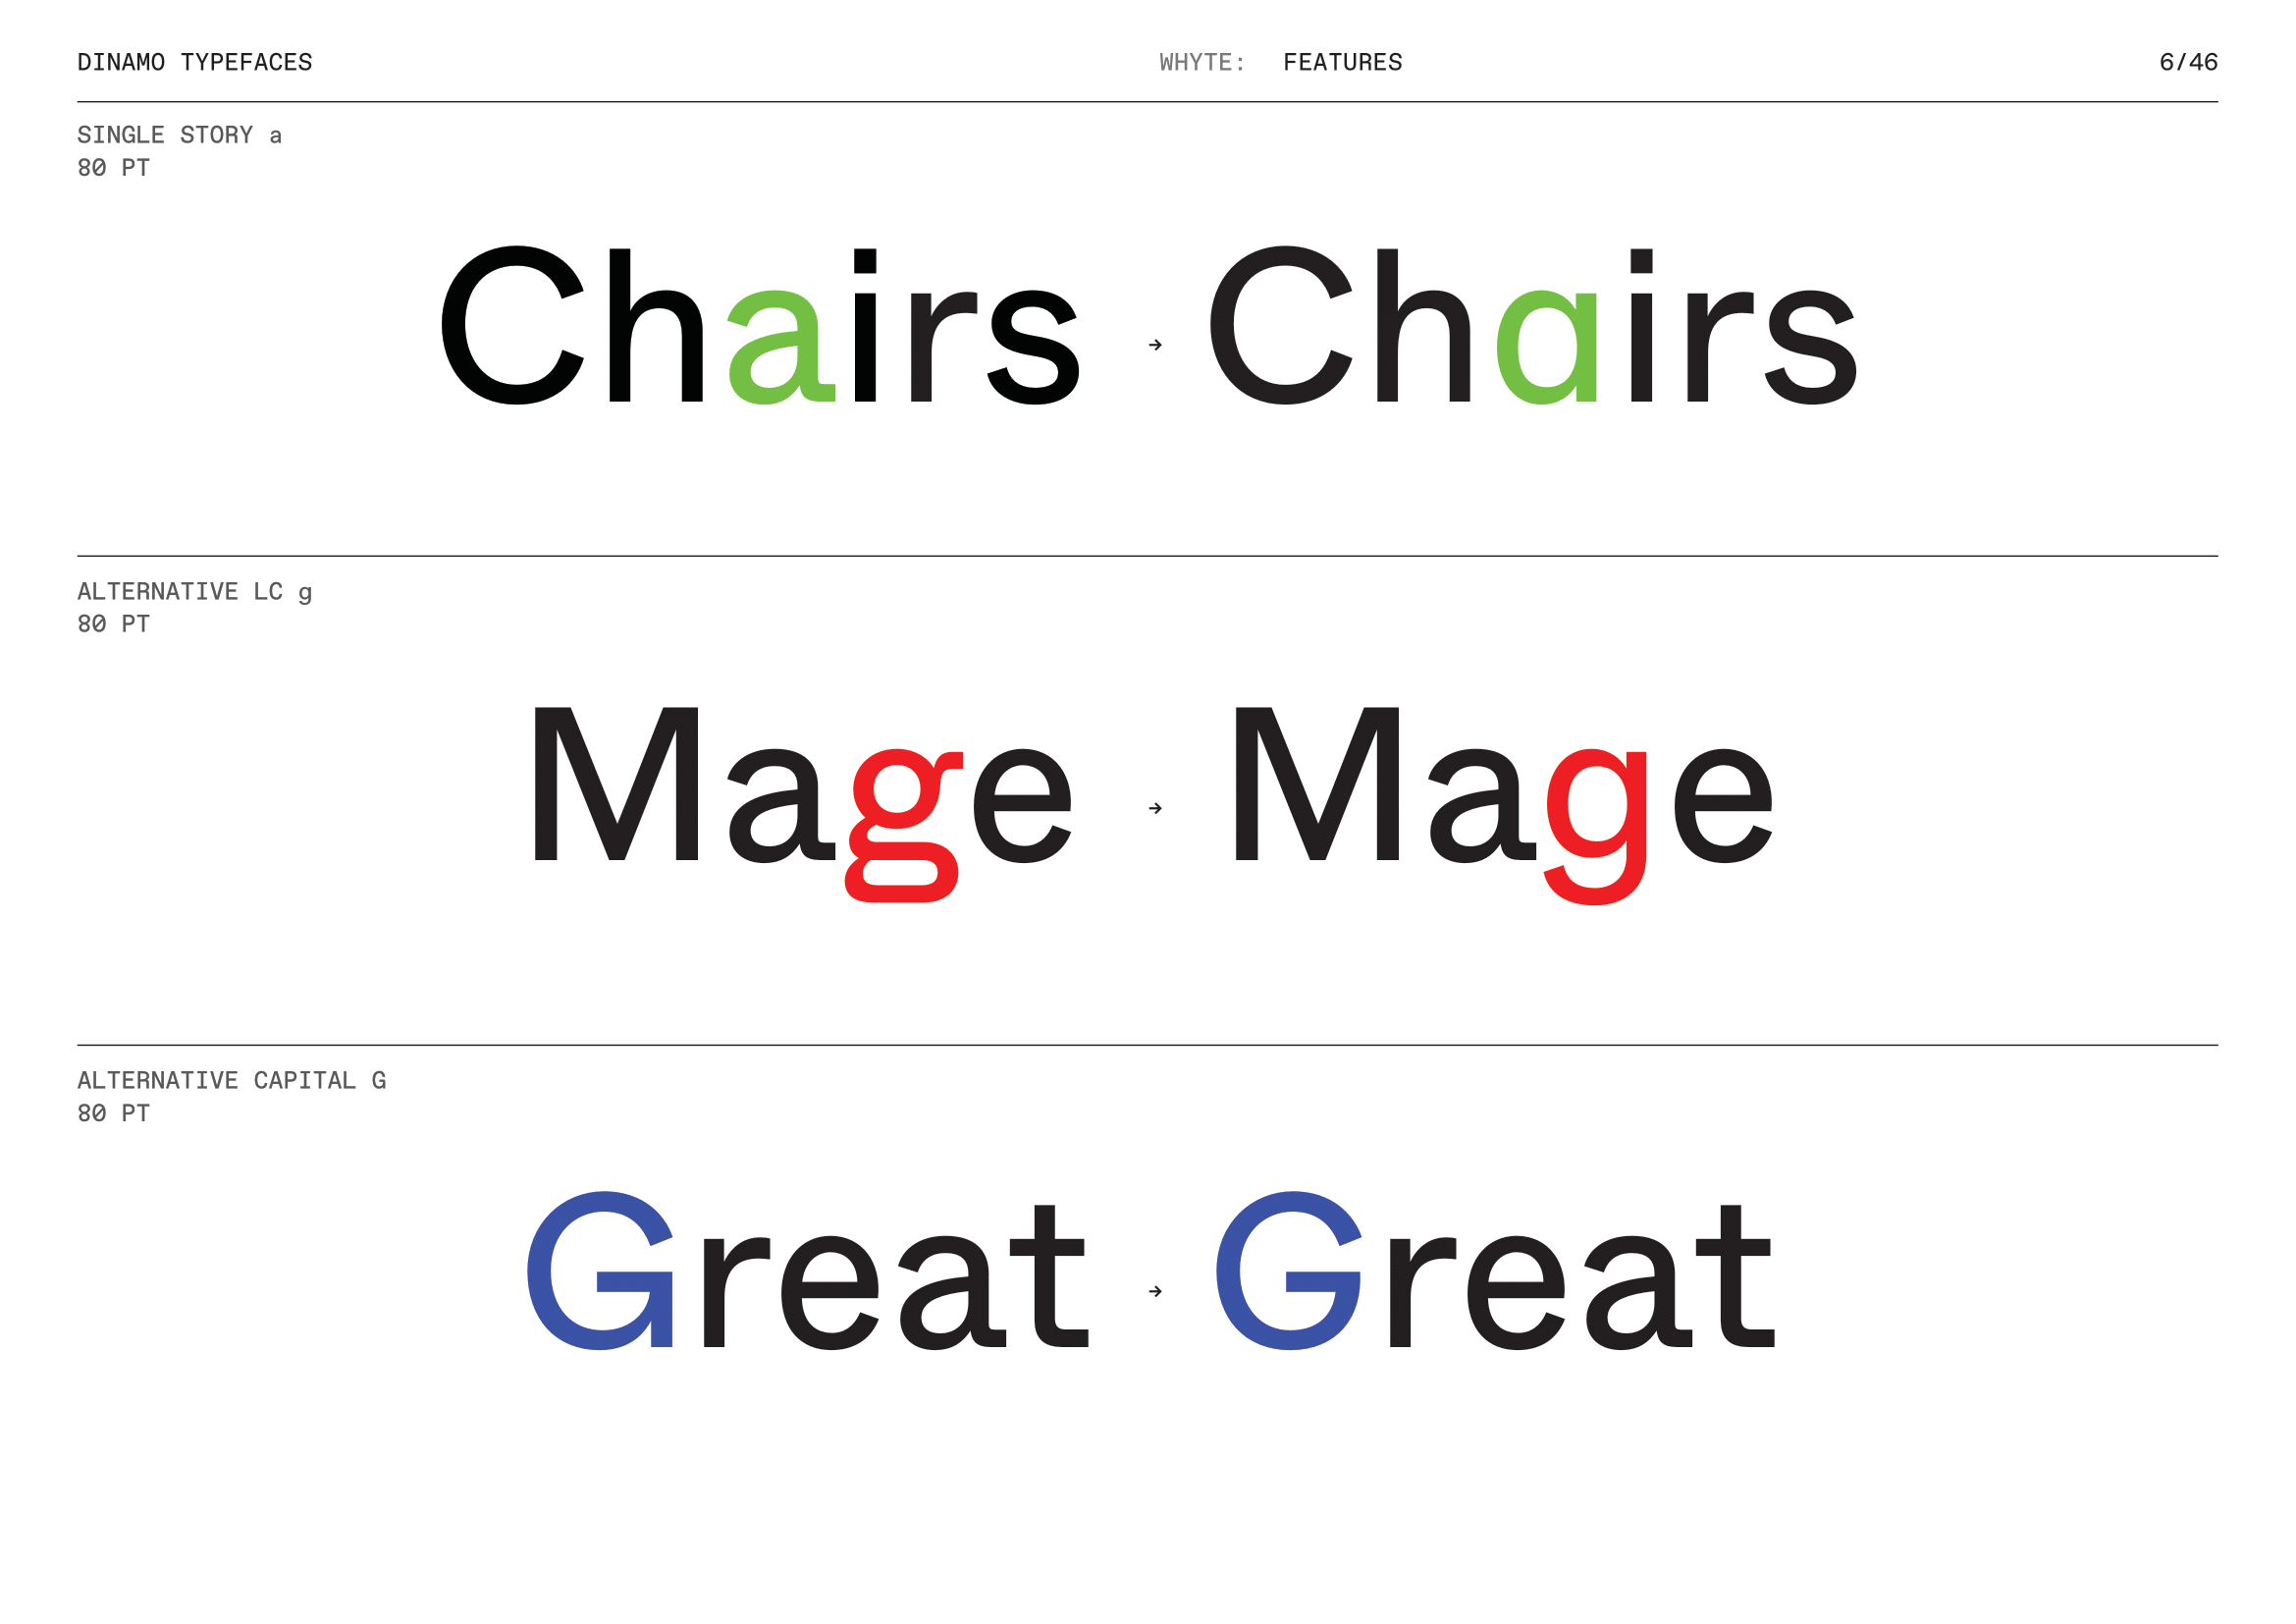 DINAMO TYPEFACES WHYTE: FEATURES 6/46
SINGLE STORY a
80 PT
Chairs → Chairs
ALTERNATIVE LC g
80 PT
Mage → Mage
ALTERNATIVE CAPITAL G
80 PT
Great → Great